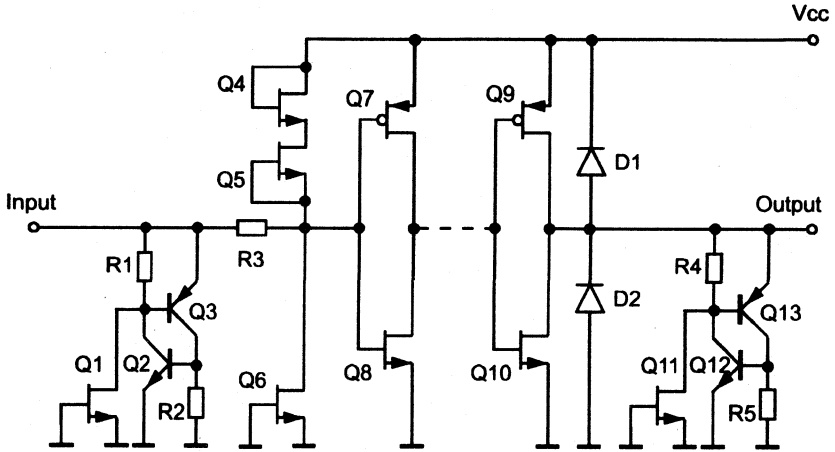 Vcc
Q4
Q7
Q9
Q5
D1
Input
Output
R3
R1
R4
Q3
D2
Q13
Q1
Q2
Q6
Q8
Q10
Q11
Q12
R2
R5